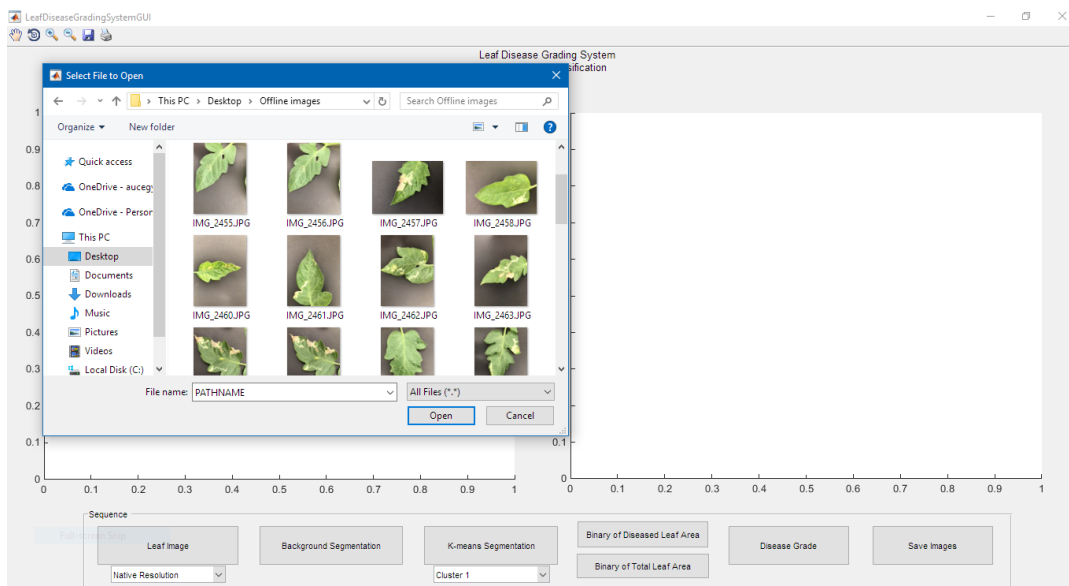 LeafDiseaseGradingSystemGUI
Leaf Disease Grading System
sification
Select File to Open
This PC > Desktop > Offline images
Search Offline images
Organize
New folder
Quick access
OneDrive - aucegy
OneDrive - Person
This PC
Desktop
Documents
Downloads
Music
Pictures
Videos
Local Disk (C:)
IMG_2455.JPG IMG_2456.JPG IMG_2457.JPG IMG_2458.JPG
IMG_2460.JPG IMG_2461.JPG IMG_2462.JPG IMG_2463.JPG
File name: PATHNAME
All Files (*.*)
Open Cancel
1
0.9
0.8
0.7
0.6
0.5
0.4
0.3
0.2
0.1
0
0 0.1 0.2 0.3 0.4 0.5 0.6 0.7 0.8 0.9 1
0.1
0
0 0.1 0.2 0.3 0.4 0.5 0.6 0.7 0.8 0.9 1
Sequence
Full-screen Snip
Leaf Image
Native Resolution
Background Segmentation
K-means Segmentation
Cluster 1
Binary of Diseased Leaf Area
Binary of Total Leaf Area
Disease Grade
Save Images